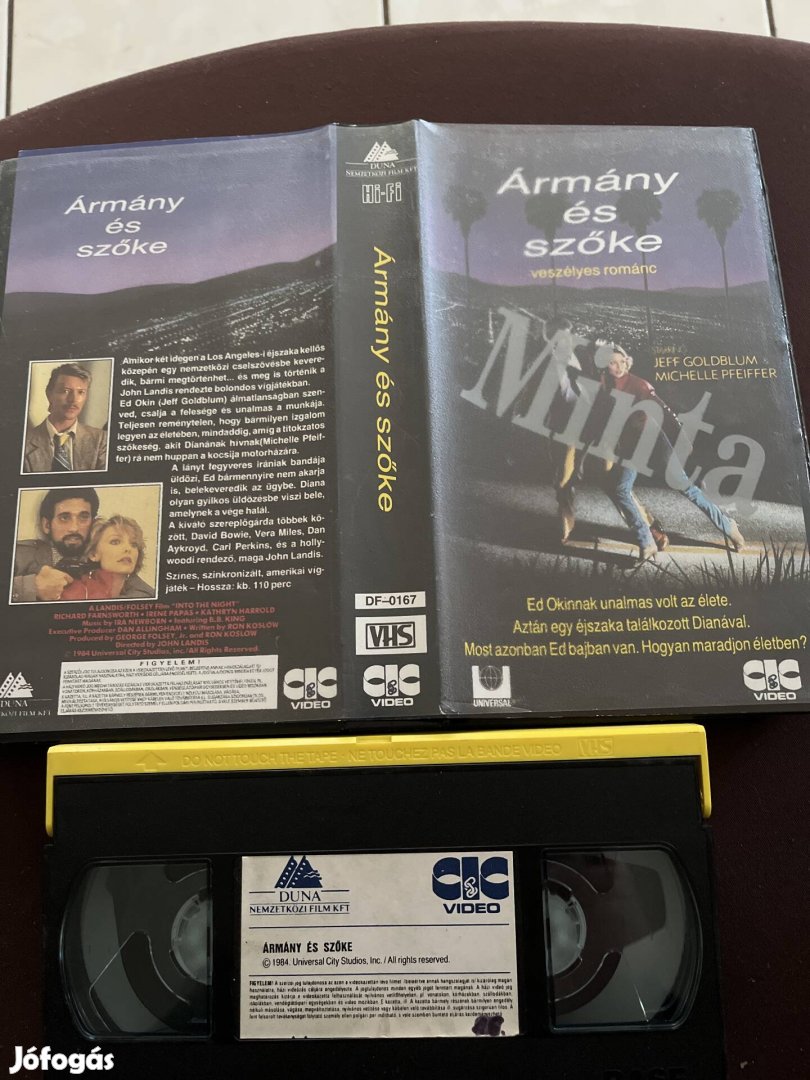 Ármány
és
szőke
Amikor két idegen a Los Angeles-i éjszaka kellős
közepén egy nemzetközi cselszövésbe kevere-
dik, bármi megtörténhet... és meg is történik a
John Landis rendezte bolondos vígjátékban.
Ed Okin (Jeff Goldblum) álmatlanságban szen-
ved, csalja a felesége és unalmas a munkája.
Teljesen reménytelen, hogy bármilyen izgalom
legyen az életében, mindaddig, amíg a titokzatos
szőkeség, akit Dianának hívnak(Michelle Pfeif-
fer) rá nem huppan a kocsija motorházára.
A lányt fegyveres irániak bandája
üldözi, Ed bármennyire nem akarja
is, belekeveredik az ügybe. Diana
olyan gyilkos üldözésbe viszi bele,
amelynek a vége halál.
A kiváló szereplőgárda többek kö-
zött, David Bowie, Vera Miles, Dan
Aykroyd, Carl Perkins, és a holly-
woodi rendező, maga John Landis.
Színes, szinkronizált, amerikai víg-
játék – Hossza: kb. 110 perc
A LANDIS/FOLSEY Film "INTO THE NIGHT"
RICHARD FARNSWORTH • IRENE PAPAS • KATHRYN HARROLD
Music by IRA NEWBORN • featuring B.B. KING
Executive Producer DAN ALLINGHAM • Written by RON KOSLOW
Produced by GEORGE FOLSEY, Jr. and RON KOSLOW
Directed by JOHN LANDIS
© 1984 Universal City Studios, Inc. / All Rights Reserved.
FIGYELEM!
DUNA
NEMZETKÖZI FILM KFT
CIC
VIDEO
DUNA
NEMZETKÖZI FILM KFT
Hi-Fi
Ármány és szőke
DF-0167
VHS
CIC
VIDEO
Ármány
és
szőke
veszélyes románc
JEFF GOLDBLUM &
MICHELLE PFEIFFER
Minta
Ed Okinnak unalmas volt az élete.
Aztán egy éjszaka találkozott Dianával.
Most azonban Ed bajban van. Hogyan maradjon életben?
UNIVERSAL
CIC
VIDEO
DO NOT TOUCH THE TAPE · NE TOUCHEZ PAS LA BANDE VIDEO VHS
DUNA
NEMZETKÖZI FILM KFT
CIC
VIDEO
ÁRMÁNY ÉS SZŐKE
© 1984. Universal City Studios, Inc. / All rights reserved.
Jófogás